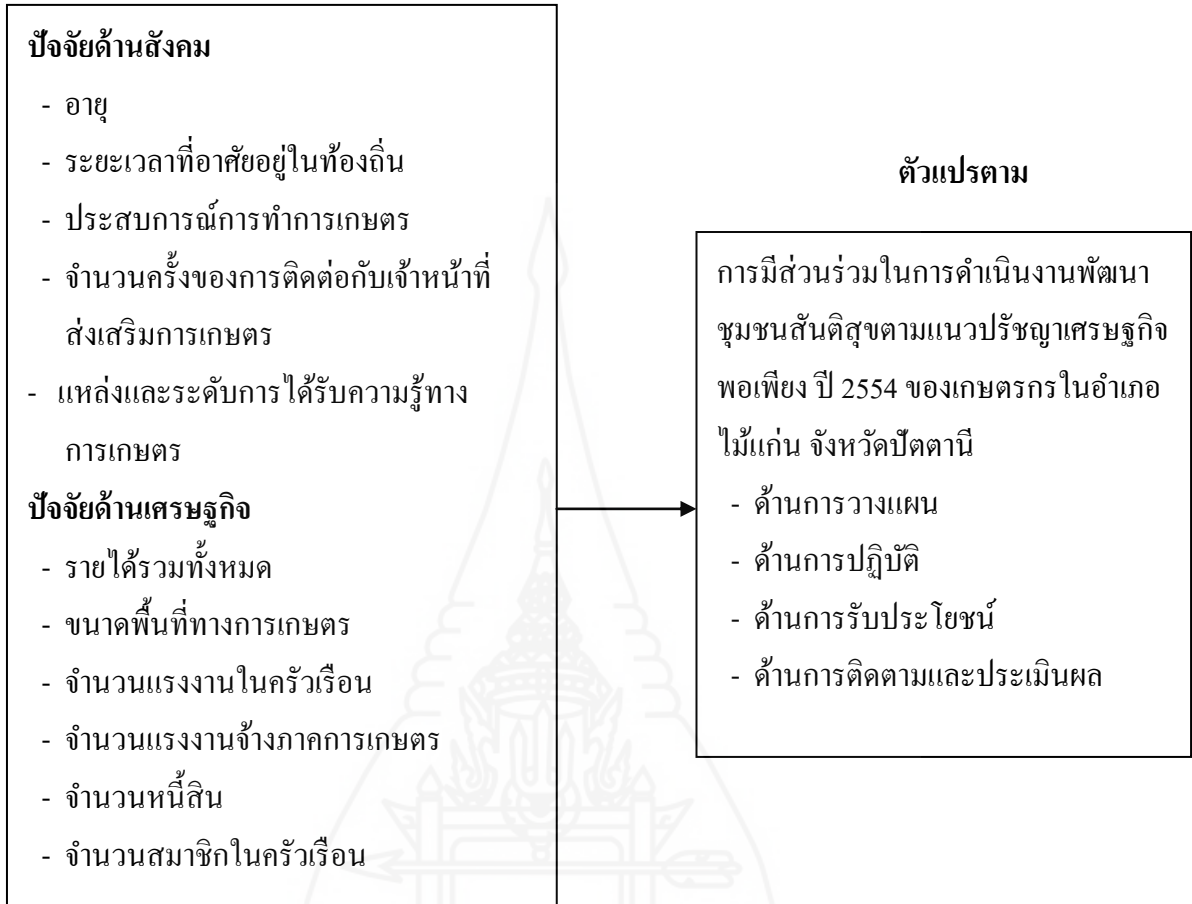 ปัจจัยด้านสังคม
- อายุ
- ระยะเวลาที่อาศัยอยู่ในท้องถิ่น
- ประสบการณ์การทำการเกษตร
- จำนวนครั้งของการติดต่อกับเจ้าหน้าที่
ส่งเสริมการเกษตร
- แหล่งและระดับการได้รับความรู้ทาง
การเกษตร
ปัจจัยด้านเศรษฐกิจ
- รายได้รวมทั้งหมด
- ขนาดพื้นที่ทางการเกษตร
- จำนวนแรงงานในครัวเรือน
- จำนวนแรงงานจ้างภาคการเกษตร
- จำนวนหนี้สิน
- จำนวนสมาชิกในครัวเรือน
ตัวแปรตาม
การมีส่วนร่วมในการดำเนินงานพัฒนา
ชุมชนสันติสุขตามแนวปรัชญาเศรษฐกิจ
พอเพียง ปี 2554 ของเกษตรกรในอำเภอ
ไม้แก่น จังหวัดปัตตานี
- ด้านการวางแผน
- ด้านการปฏิบัติ
- ด้านการรับประโยชน์
- ด้านการติดตามและประเมินผล